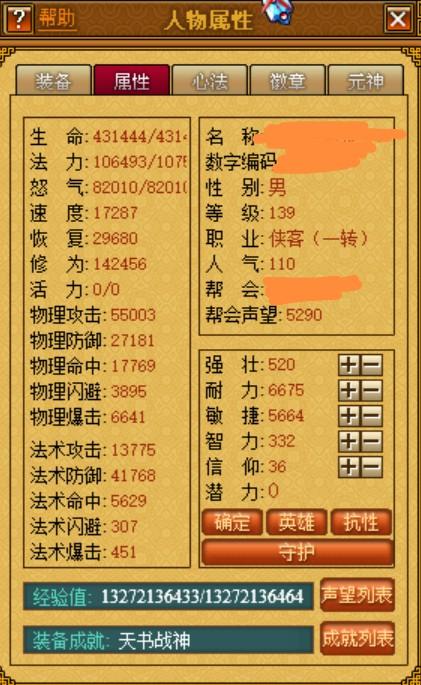 ? 帮助 人物属性 X
装备 属性 心法 徽章 元神
生 命: 431444/431
法 力: 106493/107
怒 气: 82010/8201
速 度: 17287
恢 复: 29680
修 为: 142456
活 力: 0/0
物理攻击: 55003
物理防御: 27181
物理命中: 17769
物理闪避: 3895
物理爆击: 6641
法术攻击: 13775
法术防御: 41768
法术命中: 5629
法术闪避: 307
法术爆击: 451
名 称:
数字编码
性 别: 男
等 级: 139
职 业: 侠客（一转）
人 气: 110
帮 会:
帮会声望: 5290
强 壮: 520 + −
耐 力: 6675 + −
敏 捷: 5664 + −
智 力: 332 + −
信 仰: 36 + −
潜 力: 0
确定 英雄 抗性
守护
经验值: 13272136433/13272136464 声望列表
装备成就: 天书战神 成就列表